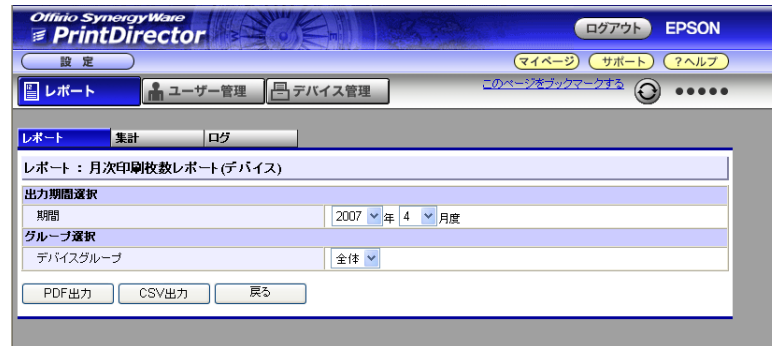 Offirio SynergyWare
PrintDirector
ログアウト EPSON
設 定
マイページ サポート ?ヘルプ
レポート ユーザー管理 デバイス管理 このページをブックマークする
レポート 集計 ログ
レポート : 月次印刷枚数レポート(デバイス)
出力期間選択
期間 2007 年 4 月度
グループ選択
デバイスグループ 全体
PDF出力 CSV出力 戻る